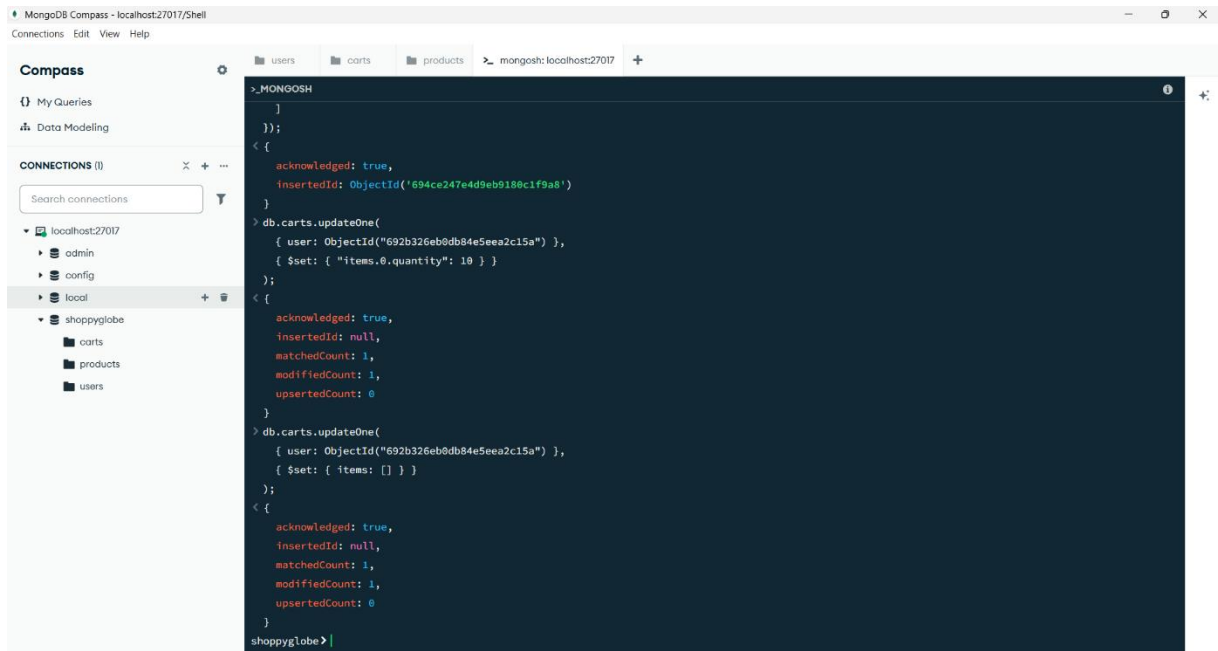 MongoDB Compass - localhost:27017/Shell
Connections Edit View Help
Compass
{} My Queries
Data Modeling
CONNECTIONS (1)
Search connections
localhost:27017
admin
config
local
shoppyglobe
carts
products
users
users carts products >_ mongosh: localhost:27017
>_MONGOSH
]
});
< {
acknowledged: true,
insertedId: ObjectId('694ce247e4d9eb9180c1f9a8')
}
> db.carts.updateOne(
{ user: ObjectId("692b326eb0db84e5eea2c15a") },
{ $set: { "items.0.quantity": 10 } }
);
< {
acknowledged: true,
insertedId: null,
matchedCount: 1,
modifiedCount: 1,
upsertedCount: 0
}
> db.carts.updateOne(
{ user: ObjectId("692b326eb0db84e5eea2c15a") },
{ $set: { items: [] } }
);
< {
acknowledged: true,
insertedId: null,
matchedCount: 1,
modifiedCount: 1,
upsertedCount: 0
}
shoppyglobe>